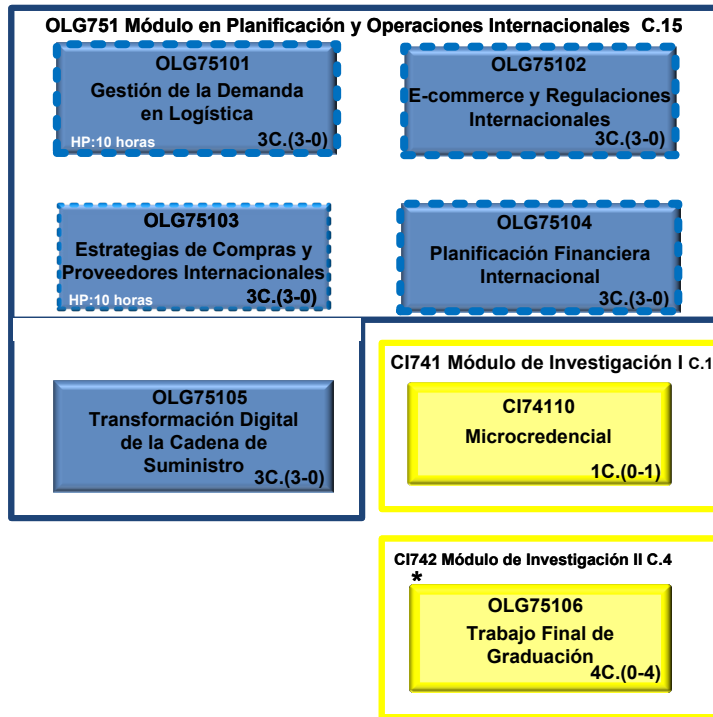 OLG751 Módulo en Planificación y Operaciones Internacionales C.15
OLG75101
Gestión de la Demanda
en Logística
HP:10 horas
3C.(3-0)
OLG75102
E-commerce y Regulaciones
Internacionales
3C.(3-0)
OLG75103
Estrategias de Compras y
Proveedores Internacionales
HP:10 horas
3C.(3-0)
OLG75104
Planificación Financiera
Internacional
3C.(3-0)
OLG75105
Transformación Digital
de la Cadena de
Suministro
3C.(3-0)
CI741 Módulo de Investigación I C.1
CI74110
Microcredencial
1C.(0-1)
CI742 Módulo de Investigación II C.4
*
OLG75106
Trabajo Final de
Graduación
4C.(0-4)